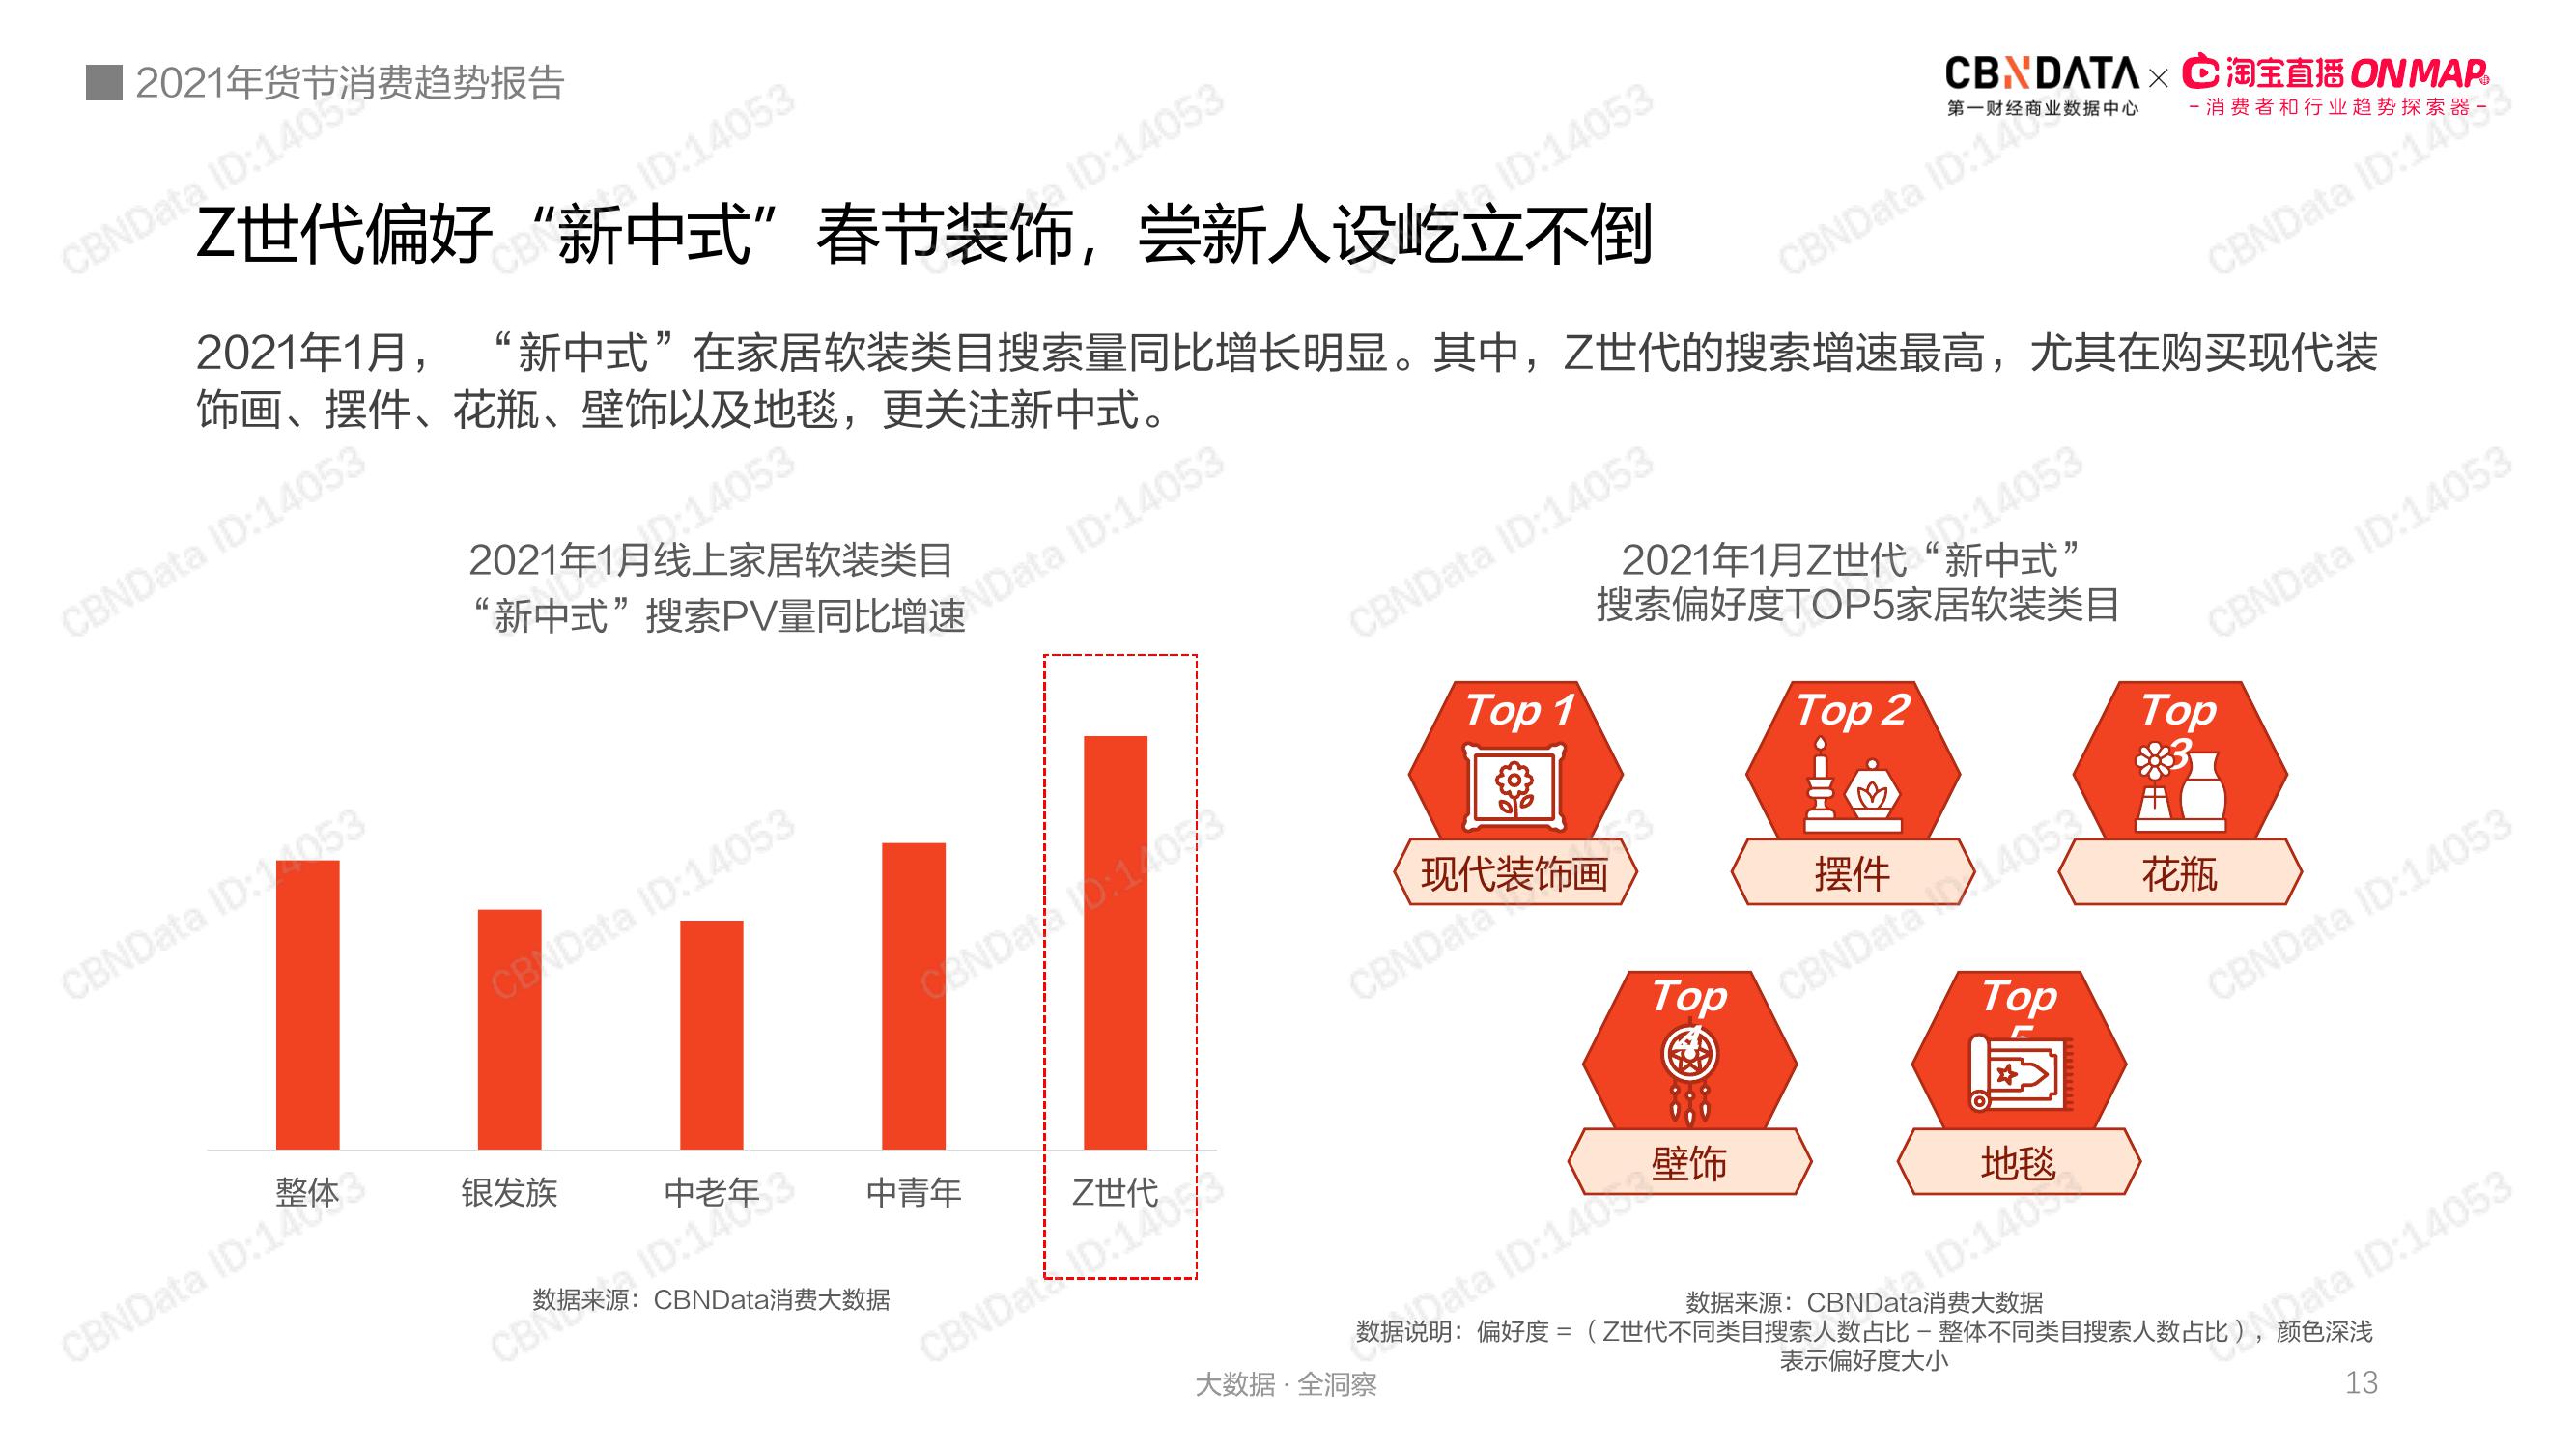 2021年货节消费趋势报告
CBNDATA × 淘宝直播 ON MAP
第一财经商业数据中心
-消费者和行业趋势探索器-
Z世代偏好“新中式”春节装饰，尝新人设屹立不倒
2021年1月， “新中式”在家居软装类目搜索量同比增长明显。其中，Z世代的搜索增速最高，尤其在购买现代装
饰画、摆件、花瓶、壁饰以及地毯，更关注新中式。
2021年1月线上家居软装类目
“新中式”搜索PV量同比增速
整体 银发族 中老年 中青年 Z世代
数据来源：CBNData消费大数据
2021年1月Z世代“新中式”
搜索偏好度TOP5家居软装类目
Top 1
现代装饰画
Top 2
摆件
Top
3
花瓶
Top
4
壁饰
Top
5
地毯
数据来源：CBNData消费大数据
数据说明：偏好度 =（ Z世代不同类目搜索人数占比 – 整体不同类目搜索人数占比 ），颜色深浅
表示偏好度大小
大数据 · 全洞察
13
CBNData ID:14053